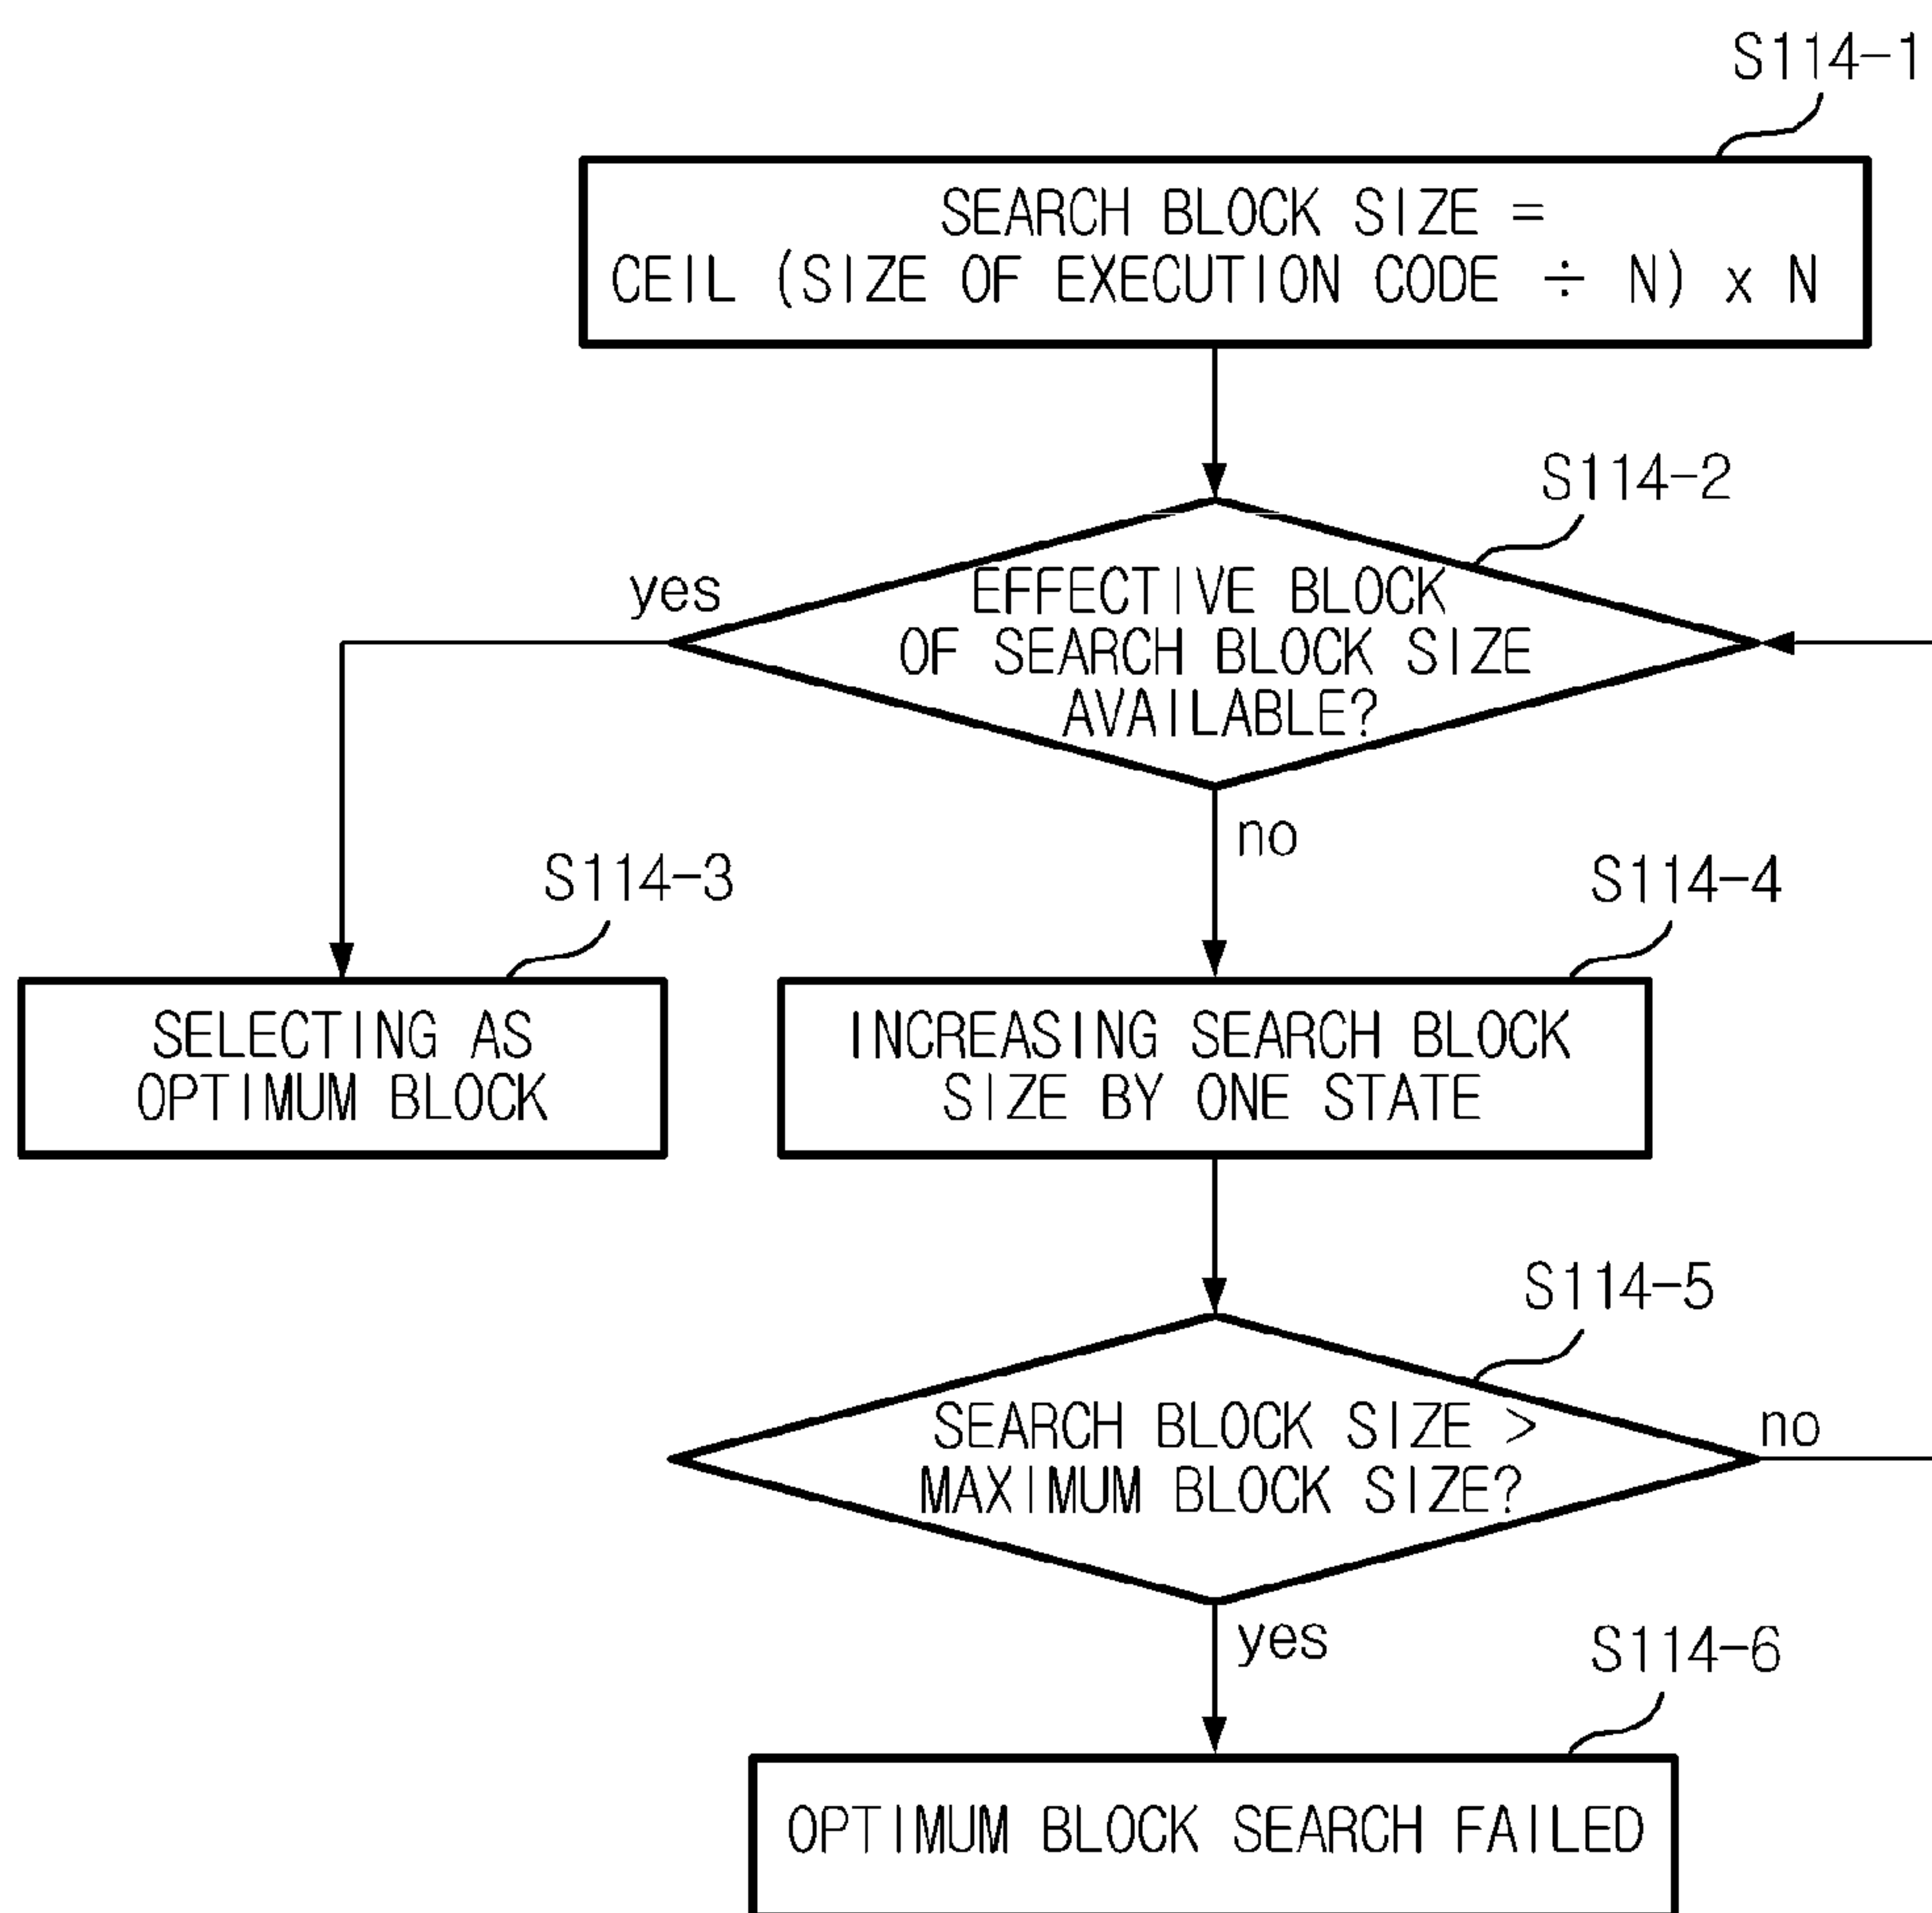 S114-1
SEARCH BLOCK SIZE =
CEIL (SIZE OF EXECUTION CODE ÷ N) x N
S114-2
yes
EFFECTIVE BLOCK
OF SEARCH BLOCK SIZE
AVAILABLE?
no
S114-3
S114-4
SELECTING AS
OPTIMUM BLOCK
INCREASING SEARCH BLOCK
SIZE BY ONE STATE
S114-5
SEARCH BLOCK SIZE >
MAXIMUM BLOCK SIZE?
no
yes
S114-6
OPTIMUM BLOCK SEARCH FAILED